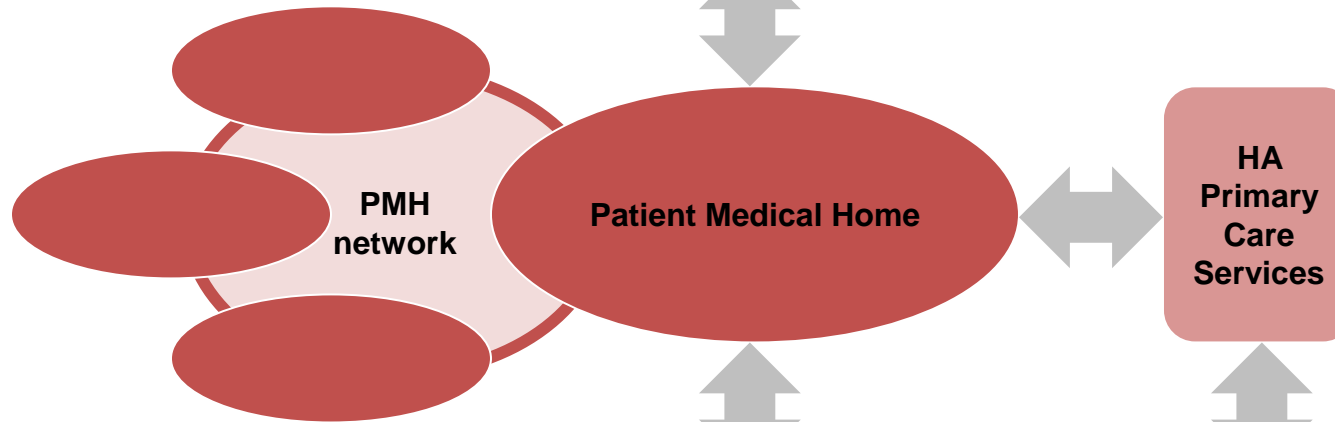 PMH
network
Patient Medical Home
HA
Primary
Care
Services